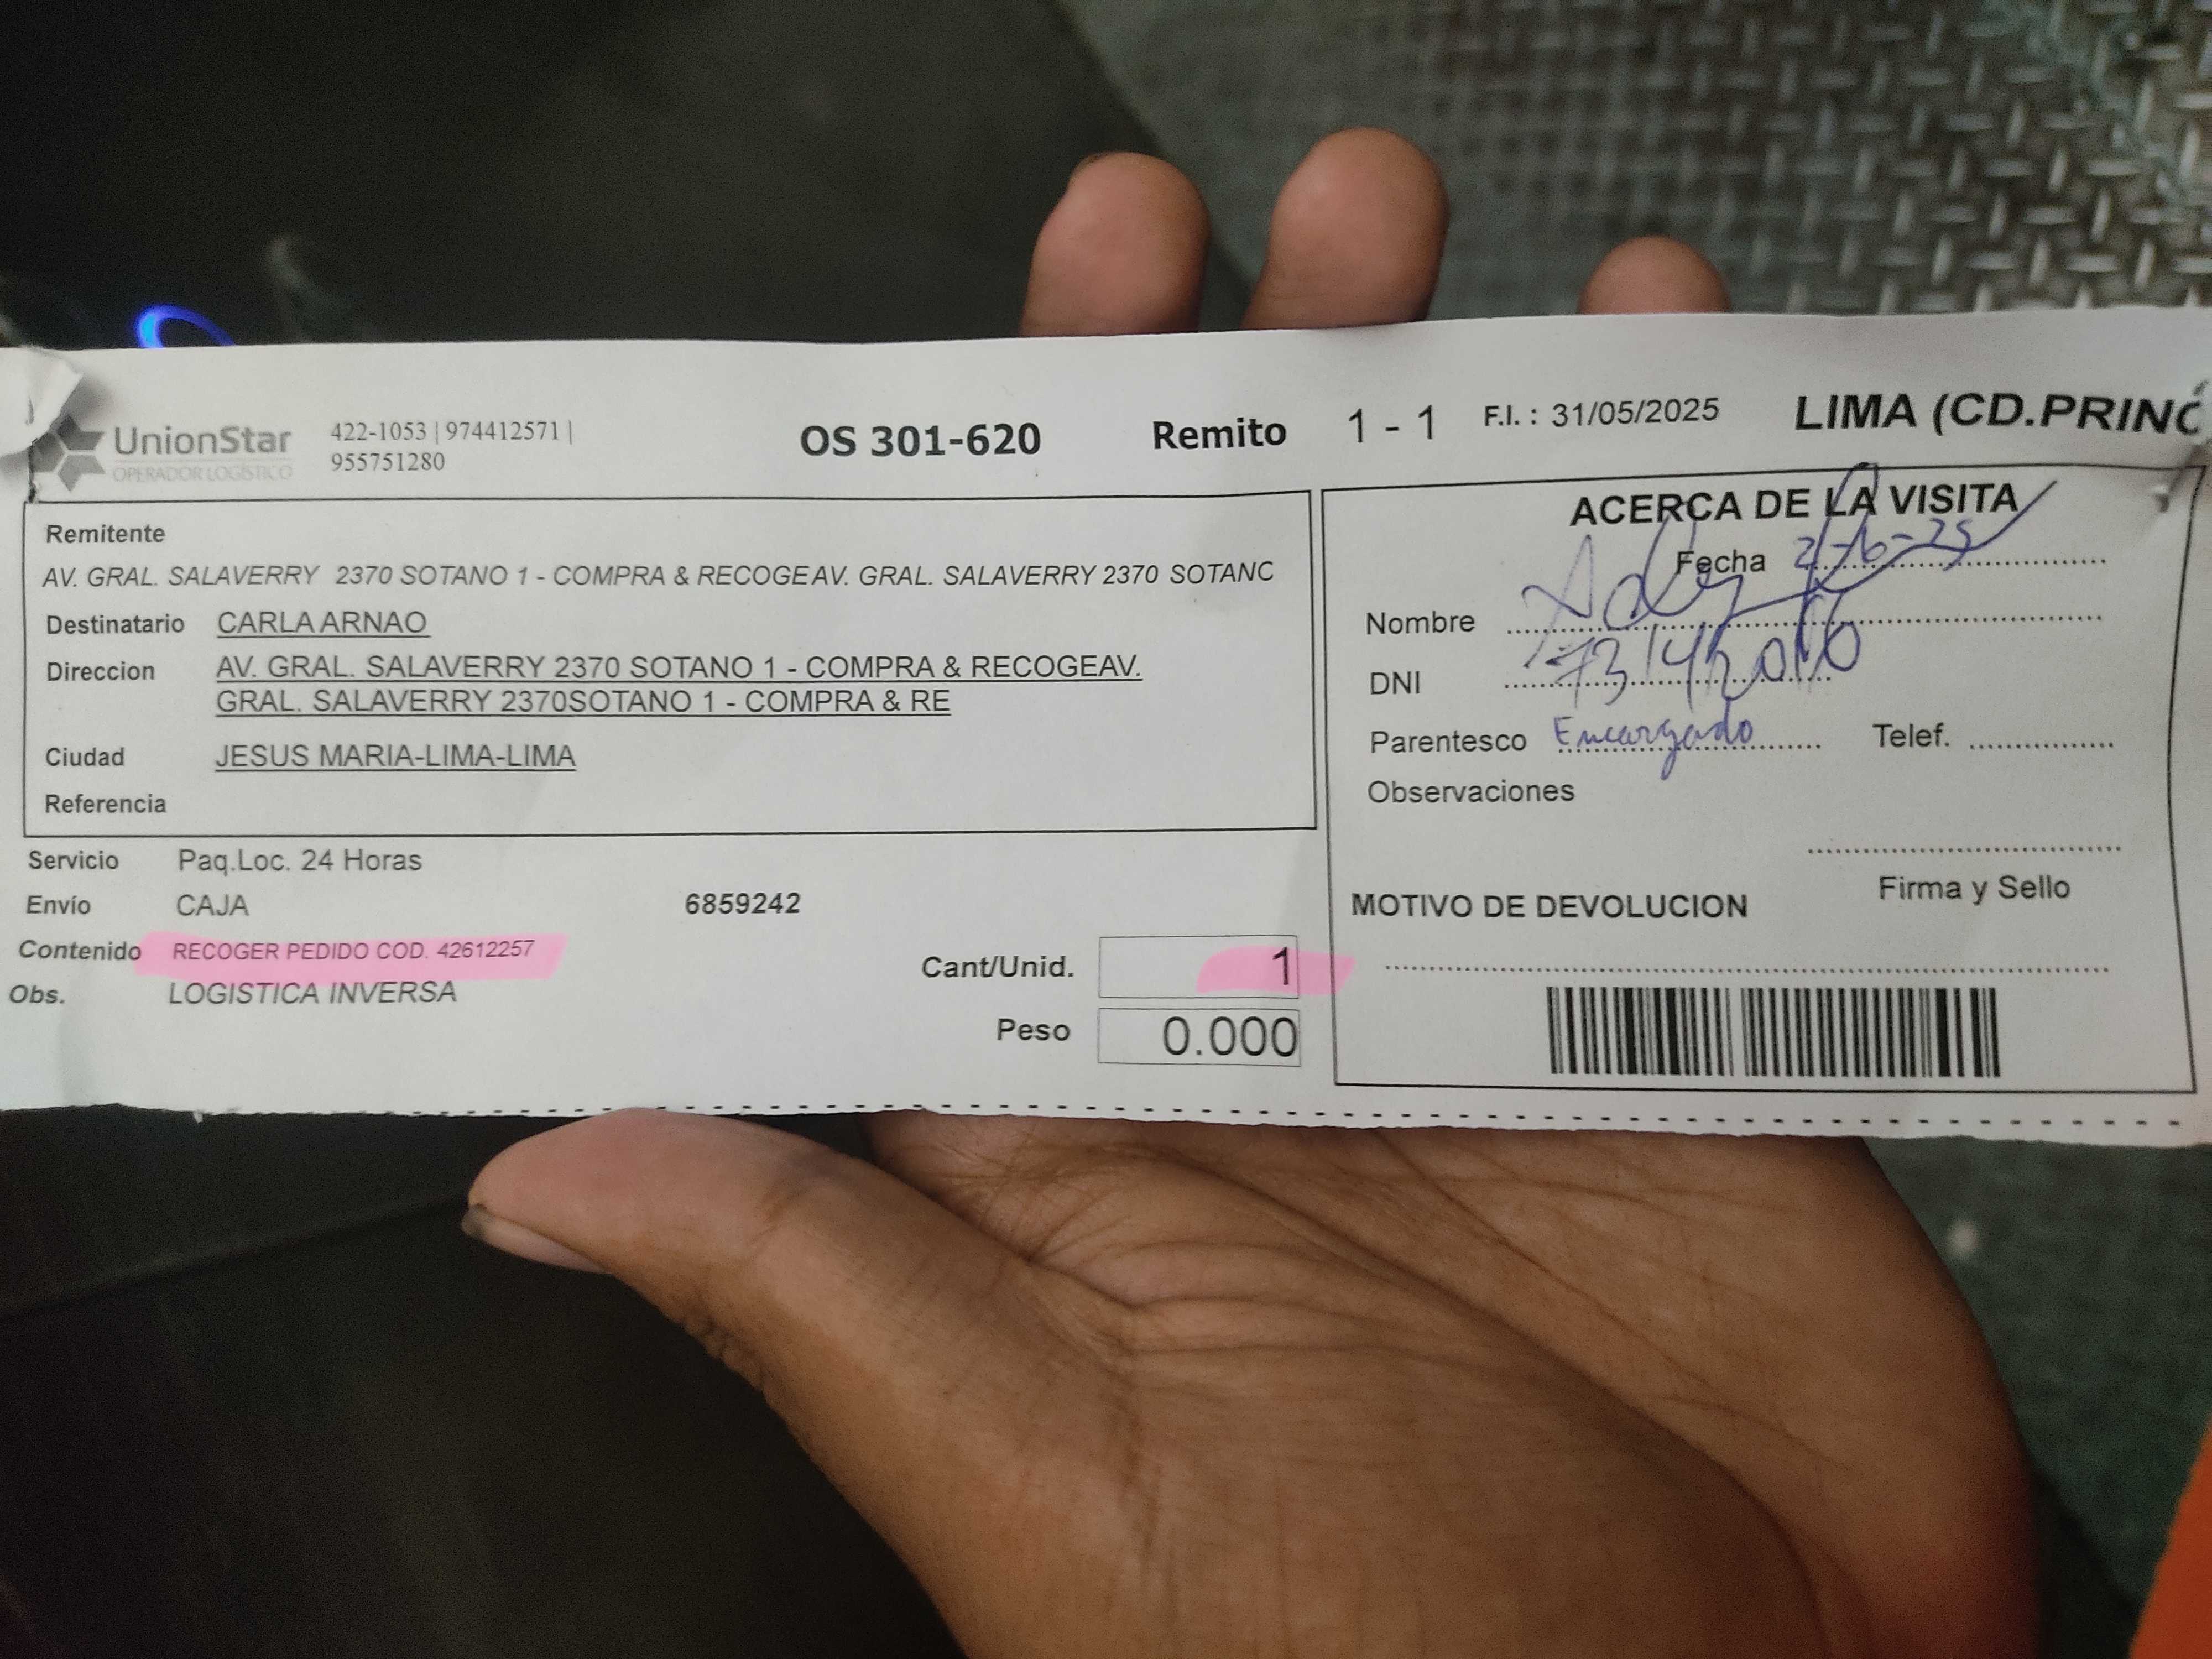 UnionStar
OPERADOR LOGÍSTICO
422-1053 | 974412571 |
955751280
OS 301-620
Remito 1 - 1
F.I. : 31/05/2025
LIMA (CD.PRINC
Remitente
AV. GRAL. SALAVERRY 2370 SOTANO 1 - COMPRA & RECOGEAV. GRAL. SALAVERRY 2370 SOTANC
Destinatario CARLA ARNAO
Direccion AV. GRAL. SALAVERRY 2370 SOTANO 1 - COMPRA & RECOGEAV.
GRAL. SALAVERRY 2370SOTANO 1 - COMPRA & RE
Ciudad JESUS MARIA-LIMA-LIMA
Referencia
Servicio Paq.Loc. 24 Horas
Envío CAJA 6859242
Contenido RECOGER PEDIDO COD. 42612257
Obs. LOGISTICA INVERSA
Cant/Unid. 1
Peso 0.000
ACERCA DE LA VISITA
Fecha 2-6-25
Nombre
DNI
Parentesco Encargado Telef.
Observaciones
Firma y Sello
MOTIVO DE DEVOLUCION